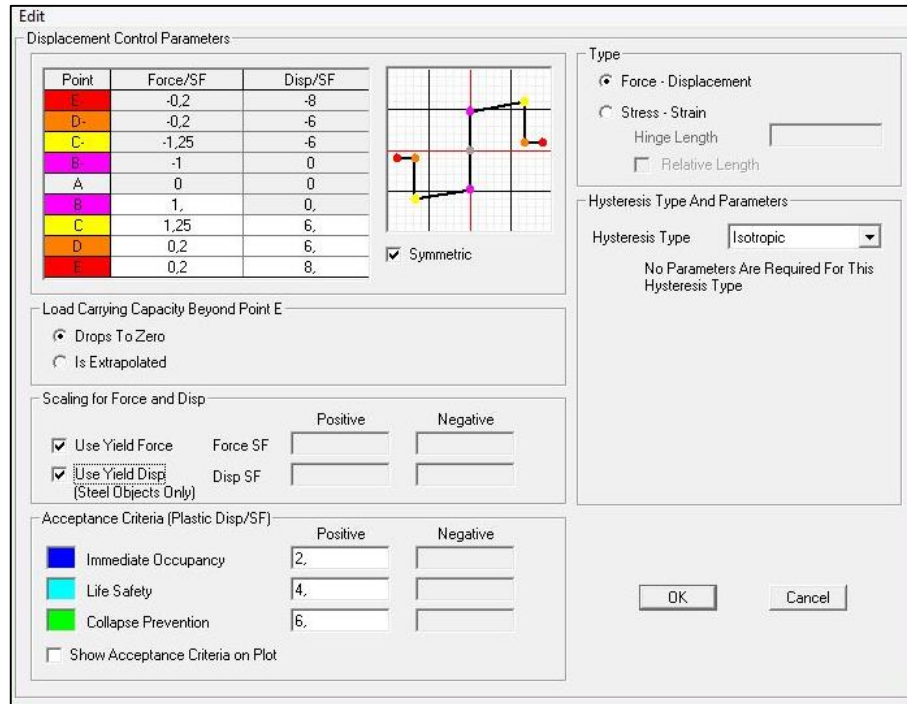 Edit
Displacement Control Parameters
Point Force/SF Disp/SF
E- -0,2 -8
D- -0,2 -6
C- -1,25 -6
B- -1 0
A 0 0
B 1, 0,
C 1,25 6,
D 0,2 6,
E 0,2 8,
Symmetric
Load Carrying Capacity Beyond Point E
Drops To Zero
Is Extrapolated
Scaling for Force and Disp
Positive Negative
Use Yield Force Force SF
Use Yield Disp Disp SF
(Steel Objects Only)
Acceptance Criteria (Plastic Disp/SF)
Positive Negative
Immediate Occupancy 2,
Life Safety 4,
Collapse Prevention 6,
Show Acceptance Criteria on Plot
Type
Force - Displacement
Stress - Strain
Hinge Length
Relative Length
Hysteresis Type And Parameters
Hysteresis Type Isotropic
No Parameters Are Required For This
Hysteresis Type
OK Cancel